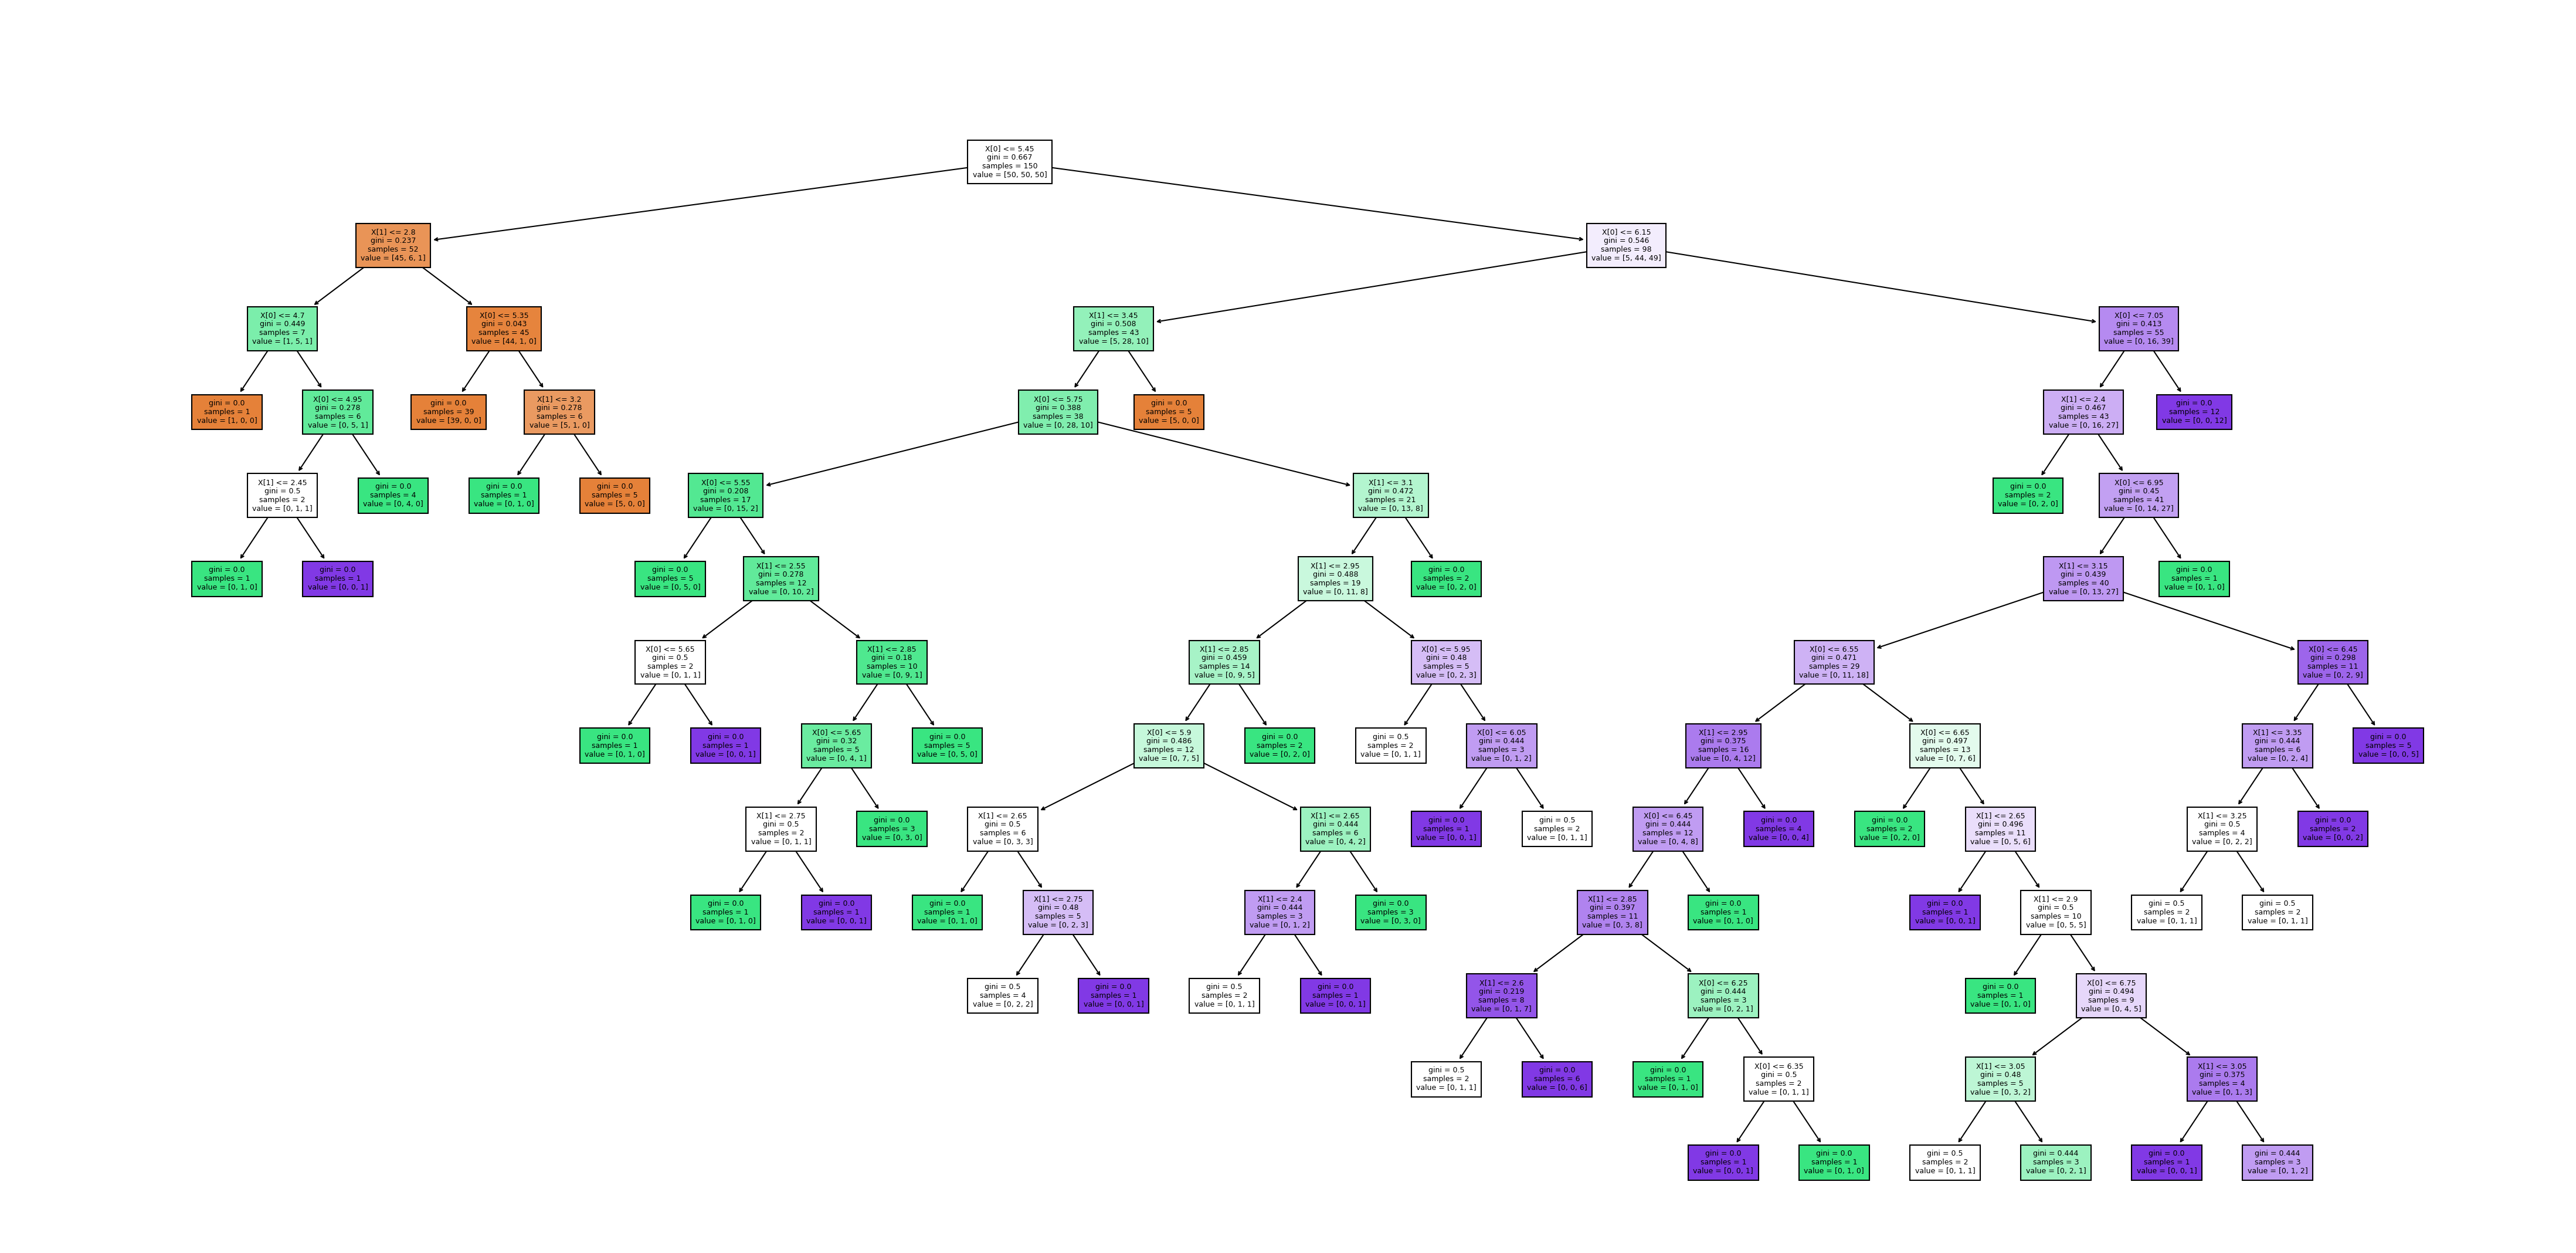 X[0] <= 5.45
gini = 0.667
samples = 150
value = [50, 50, 50]
X[1] <= 2.8
gini = 0.237
samples = 52
value = [45, 6, 1]
X[0] <= 6.15
gini = 0.546
samples = 98
value = [5, 44, 49]
X[0] <= 4.7
gini = 0.449
samples = 7
value = [1, 5, 1]
X[0] <= 5.35
gini = 0.043
samples = 45
value = [44, 1, 0]
X[1] <= 3.45
gini = 0.508
samples = 43
value = [5, 28, 10]
X[0] <= 7.05
gini = 0.413
samples = 55
value = [0, 16, 39]
gini = 0.0
samples = 1
value = [1, 0, 0]
X[0] <= 4.95
gini = 0.278
samples = 6
value = [0, 5, 1]
gini = 0.0
samples = 39
value = [39, 0, 0]
X[1] <= 3.2
gini = 0.278
samples = 6
value = [5, 1, 0]
X[0] <= 5.75
gini = 0.388
samples = 38
value = [0, 28, 10]
gini = 0.0
samples = 5
value = [5, 0, 0]
X[1] <= 2.4
gini = 0.467
samples = 43
value = [0, 16, 27]
gini = 0.0
samples = 12
value = [0, 0, 12]
X[1] <= 2.45
gini = 0.5
samples = 2
value = [0, 1, 1]
gini = 0.0
samples = 4
value = [0, 4, 0]
gini = 0.0
samples = 1
value = [0, 1, 0]
gini = 0.0
samples = 5
value = [5, 0, 0]
X[0] <= 5.55
gini = 0.208
samples = 17
value = [0, 15, 2]
X[1] <= 3.1
gini = 0.472
samples = 21
value = [0, 13, 8]
gini = 0.0
samples = 2
value = [0, 2, 0]
X[0] <= 6.95
gini = 0.45
samples = 41
value = [0, 14, 27]
gini = 0.0
samples = 1
value = [0, 1, 0]
gini = 0.0
samples = 1
value = [0, 0, 1]
gini = 0.0
samples = 5
value = [0, 5, 0]
X[1] <= 2.55
gini = 0.278
samples = 12
value = [0, 10, 2]
X[1] <= 2.95
gini = 0.488
samples = 19
value = [0, 11, 8]
gini = 0.0
samples = 2
value = [0, 2, 0]
X[1] <= 3.15
gini = 0.439
samples = 40
value = [0, 13, 27]
gini = 0.0
samples = 1
value = [0, 1, 0]
X[0] <= 5.65
gini = 0.5
samples = 2
value = [0, 1, 1]
X[1] <= 2.85
gini = 0.18
samples = 10
value = [0, 9, 1]
X[1] <= 2.85
gini = 0.459
samples = 14
value = [0, 9, 5]
X[0] <= 5.95
gini = 0.48
samples = 5
value = [0, 2, 3]
X[0] <= 6.55
gini = 0.471
samples = 29
value = [0, 11, 18]
X[0] <= 6.45
gini = 0.298
samples = 11
value = [0, 2, 9]
gini = 0.0
samples = 1
value = [0, 1, 0]
gini = 0.0
samples = 1
value = [0, 0, 1]
X[0] <= 5.65
gini = 0.32
samples = 5
value = [0, 4, 1]
gini = 0.0
samples = 5
value = [0, 5, 0]
X[0] <= 5.9
gini = 0.486
samples = 12
value = [0, 7, 5]
gini = 0.0
samples = 2
value = [0, 2, 0]
gini = 0.5
samples = 2
value = [0, 1, 1]
X[0] <= 6.05
gini = 0.444
samples = 3
value = [0, 1, 2]
X[1] <= 2.95
gini = 0.375
samples = 16
value = [0, 4, 12]
X[0] <= 6.65
gini = 0.497
samples = 13
value = [0, 7, 6]
X[1] <= 3.35
gini = 0.444
samples = 6
value = [0, 2, 4]
gini = 0.0
samples = 5
value = [0, 0, 5]
X[1] <= 2.75
gini = 0.5
samples = 2
value = [0, 1, 1]
gini = 0.0
samples = 3
value = [0, 3, 0]
X[1] <= 2.65
gini = 0.5
samples = 6
value = [0, 3, 3]
X[1] <= 2.65
gini = 0.444
samples = 6
value = [0, 4, 2]
gini = 0.0
samples = 1
value = [0, 0, 1]
gini = 0.5
samples = 2
value = [0, 1, 1]
X[0] <= 6.45
gini = 0.444
samples = 12
value = [0, 4, 8]
gini = 0.0
samples = 4
value = [0, 0, 4]
gini = 0.0
samples = 2
value = [0, 2, 0]
X[1] <= 2.65
gini = 0.496
samples = 11
value = [0, 5, 6]
X[1] <= 3.25
gini = 0.5
samples = 4
value = [0, 2, 2]
gini = 0.0
samples = 2
value = [0, 0, 2]
gini = 0.0
samples = 1
value = [0, 1, 0]
gini = 0.0
samples = 1
value = [0, 0, 1]
gini = 0.0
samples = 1
value = [0, 1, 0]
X[1] <= 2.75
gini = 0.48
samples = 5
value = [0, 2, 3]
X[1] <= 2.4
gini = 0.444
samples = 3
value = [0, 1, 2]
gini = 0.0
samples = 3
value = [0, 3, 0]
X[1] <= 2.85
gini = 0.397
samples = 11
value = [0, 3, 8]
gini = 0.0
samples = 1
value = [0, 1, 0]
gini = 0.0
samples = 1
value = [0, 0, 1]
X[1] <= 2.9
gini = 0.5
samples = 10
value = [0, 5, 5]
gini = 0.5
samples = 2
value = [0, 1, 1]
gini = 0.5
samples = 2
value = [0, 1, 1]
gini = 0.5
samples = 4
value = [0, 2, 2]
gini = 0.0
samples = 1
value = [0, 0, 1]
gini = 0.5
samples = 2
value = [0, 1, 1]
gini = 0.0
samples = 1
value = [0, 0, 1]
X[1] <= 2.6
gini = 0.219
samples = 8
value = [0, 1, 7]
X[0] <= 6.25
gini = 0.444
samples = 3
value = [0, 2, 1]
gini = 0.0
samples = 1
value = [0, 1, 0]
X[0] <= 6.75
gini = 0.494
samples = 9
value = [0, 4, 5]
gini = 0.5
samples = 2
value = [0, 1, 1]
gini = 0.0
samples = 6
value = [0, 0, 6]
gini = 0.0
samples = 1
value = [0, 1, 0]
X[0] <= 6.35
gini = 0.5
samples = 2
value = [0, 1, 1]
X[1] <= 3.05
gini = 0.48
samples = 5
value = [0, 3, 2]
X[1] <= 3.05
gini = 0.375
samples = 4
value = [0, 1, 3]
gini = 0.0
samples = 1
value = [0, 0, 1]
gini = 0.0
samples = 1
value = [0, 1, 0]
gini = 0.5
samples = 2
value = [0, 1, 1]
gini = 0.444
samples = 3
value = [0, 2, 1]
gini = 0.0
samples = 1
value = [0, 0, 1]
gini = 0.444
samples = 3
value = [0, 1, 2]